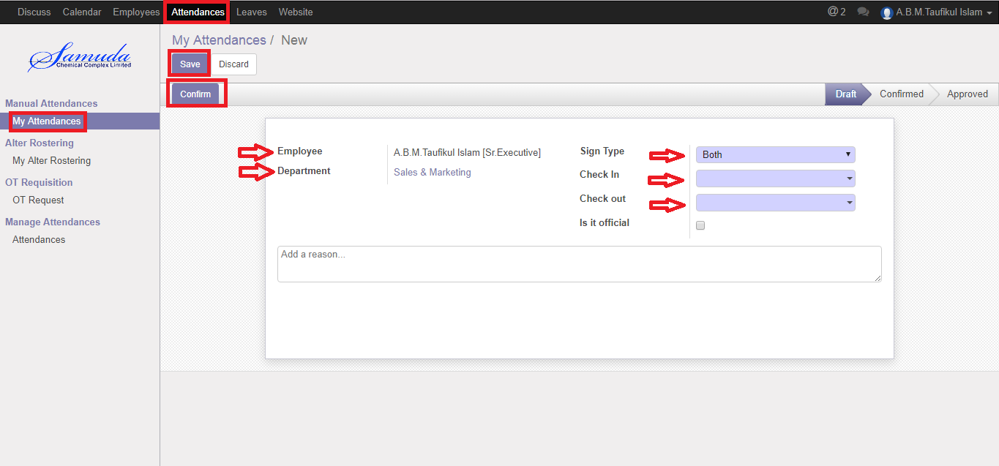 Discuss Calendar Employees Attendances Leaves Website @ 2 A.B.M.Taufikul Islam
Samuda
Chemical Complex Limited
My Attendances / New
Save Discard
Confirm Draft Confirmed Approved
Manual Attendances
My Attendances
Alter Rostering
My Alter Rostering
OT Requisition
OT Request
Manage Attendances
Attendances
Employee A.B.M.Taufikul Islam [Sr.Executive]
Department Sales & Marketing
Sign Type Both
Check In
Check out
Is it official
Add a reason...